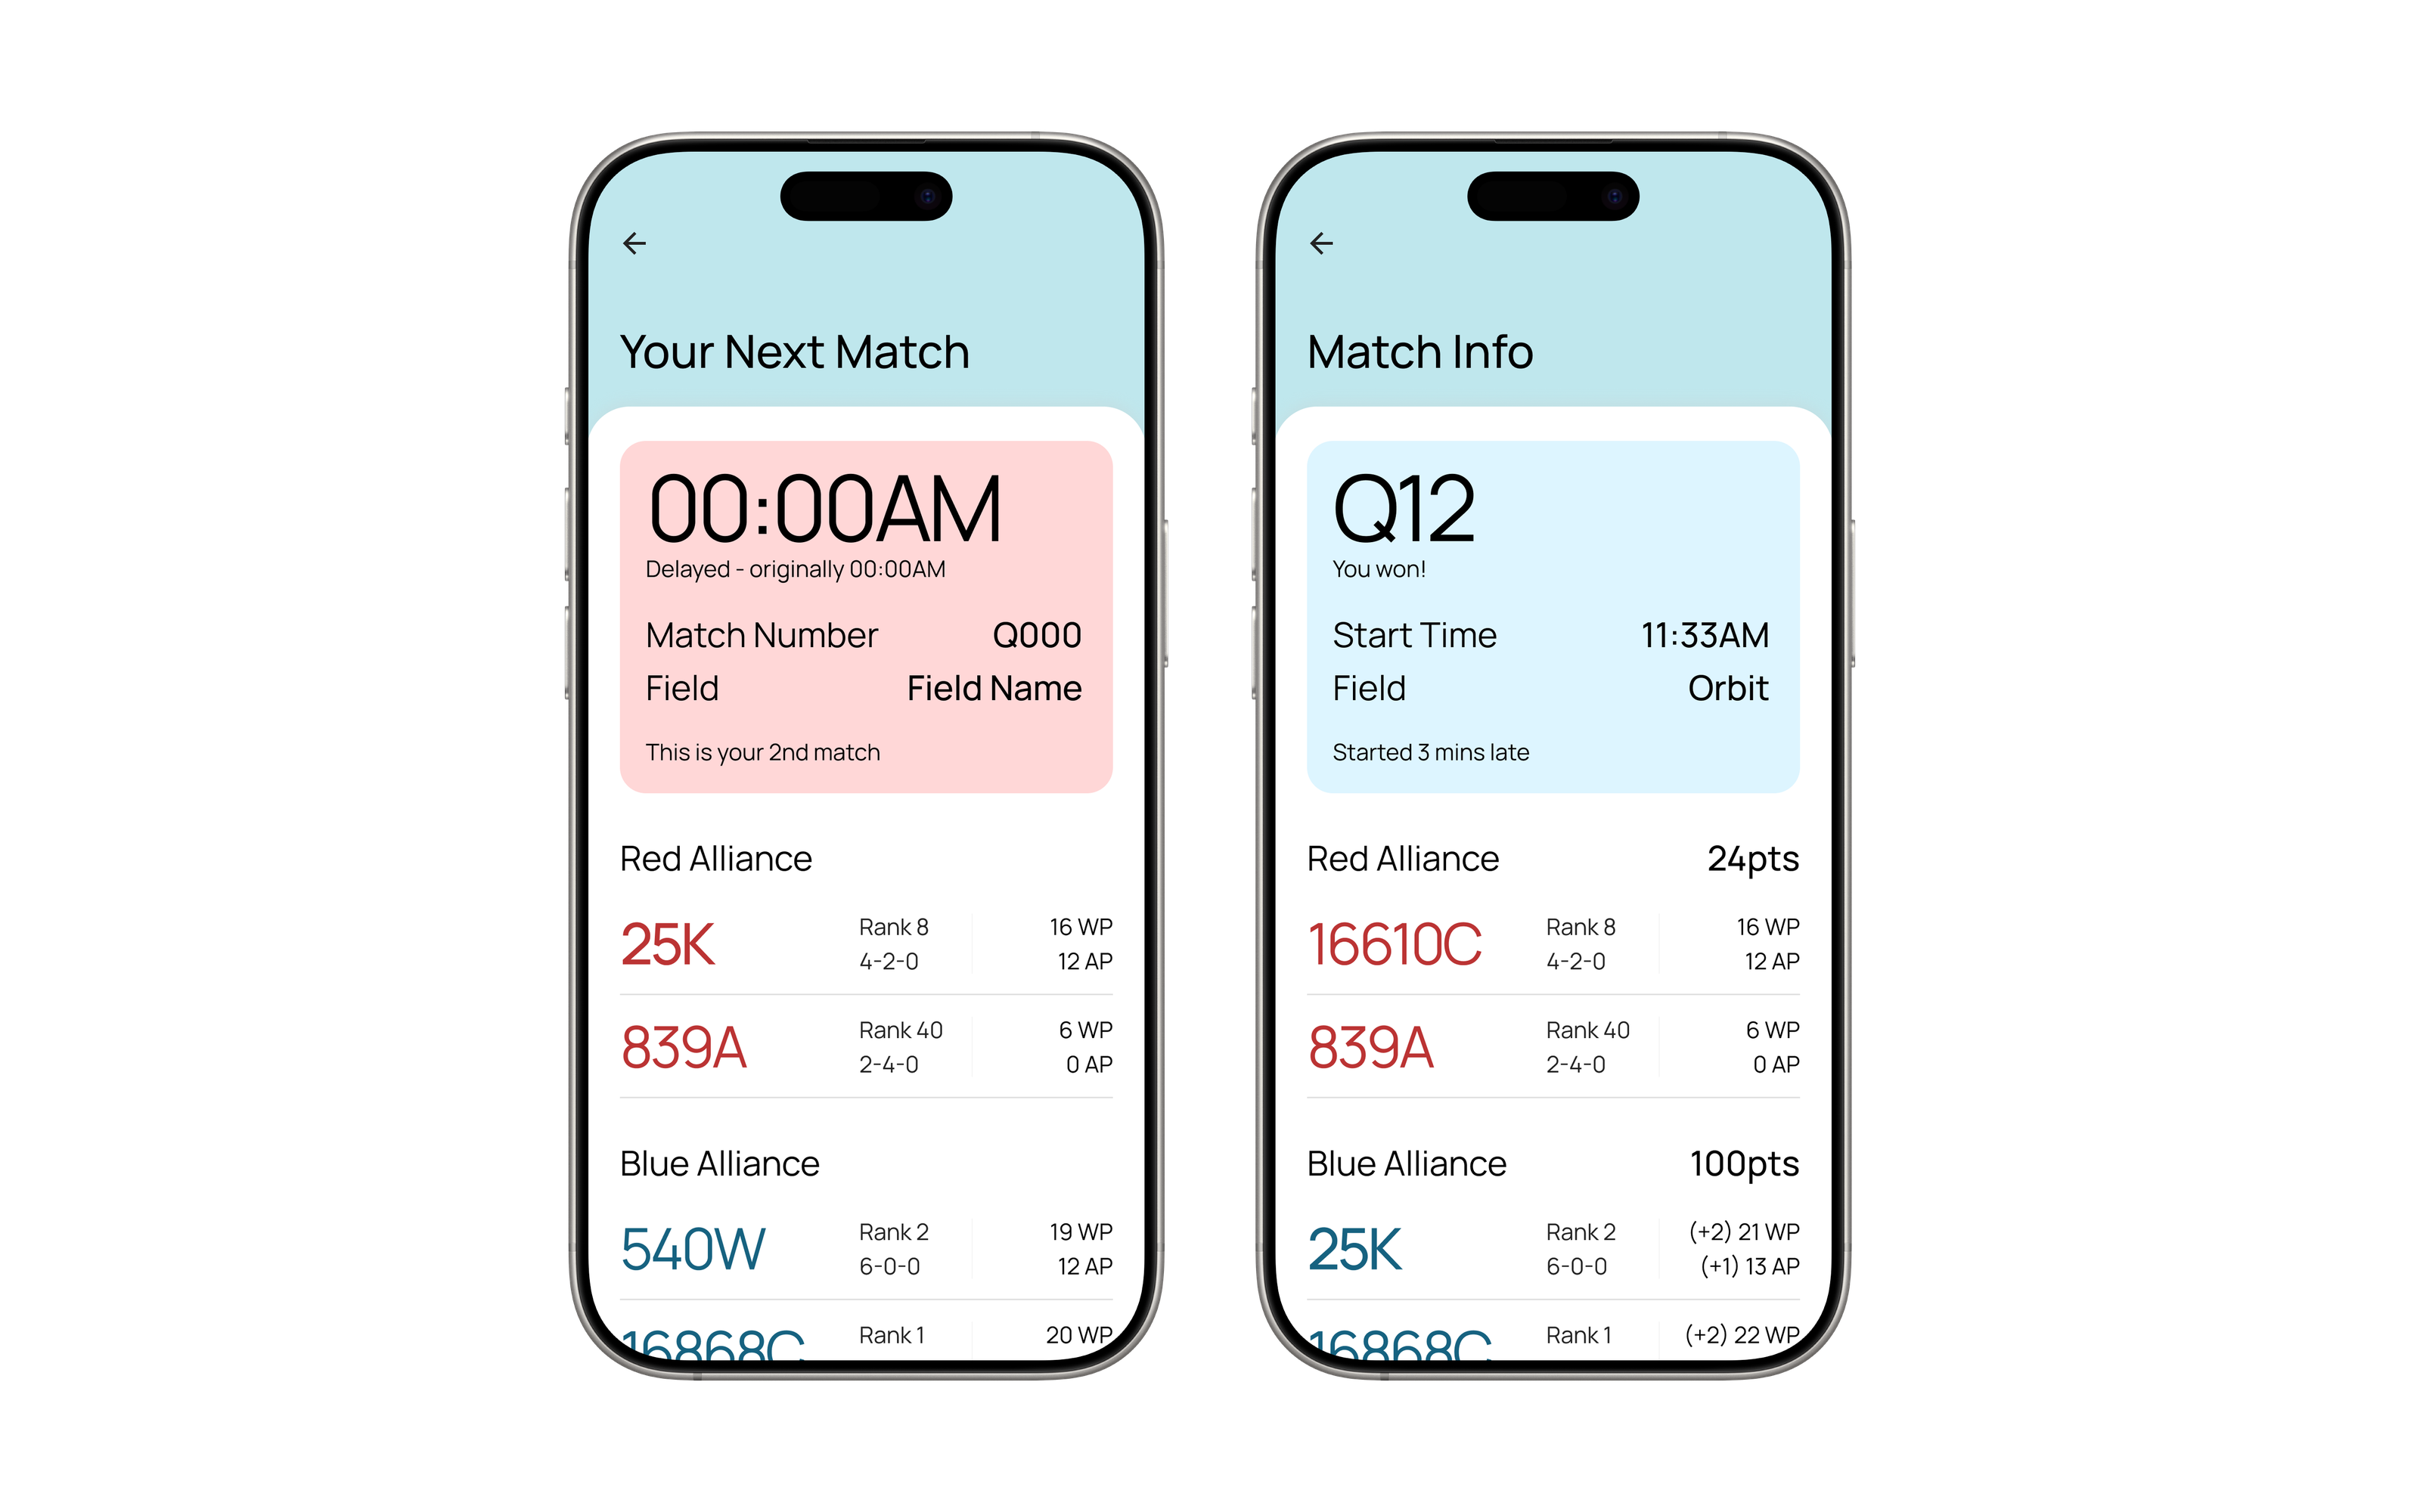 Your Next Match
00:00AM
Delayed - originally 00:00AM
Match Number Q000
Field Field Name
This is your 2nd match
Red Alliance
25K Rank 8 16 WP
4-2-0 12 AP
839A Rank 40 6 WP
2-4-0 0 AP
Blue Alliance
540W Rank 2 19 WP
6-0-0 12 AP
16868C Rank 1 20 WP
Match Info
Q12
You won!
Start Time 11:33AM
Field Orbit
Started 3 mins late
Red Alliance 24pts
16610C Rank 8 16 WP
4-2-0 12 AP
839A Rank 40 6 WP
2-4-0 0 AP
Blue Alliance 100pts
25K Rank 2 (+2) 21 WP
6-0-0 (+1) 13 AP
16868C Rank 1 (+2) 22 WP